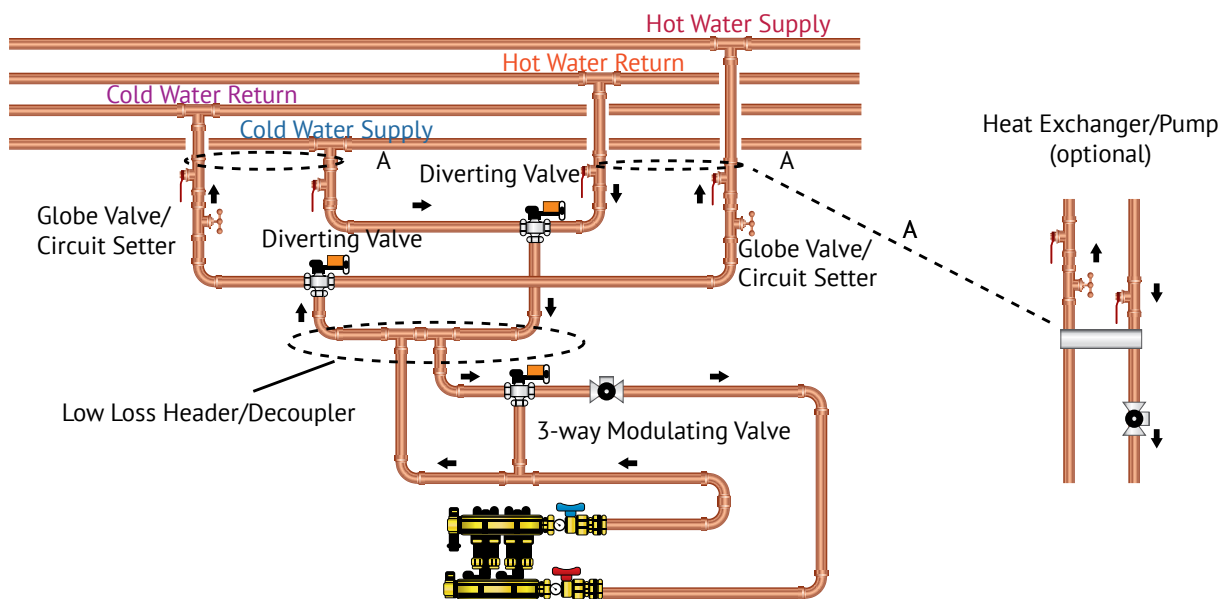 Hot Water Supply
Hot Water Return
Cold Water Return
Cold Water Supply
A
A
Heat Exchanger/Pump
(optional)
Diverting Valve
Globe Valve/
Circuit Setter
Diverting Valve
Globe Valve/
Circuit Setter
A
Low Loss Header/Decoupler
3-way Modulating Valve